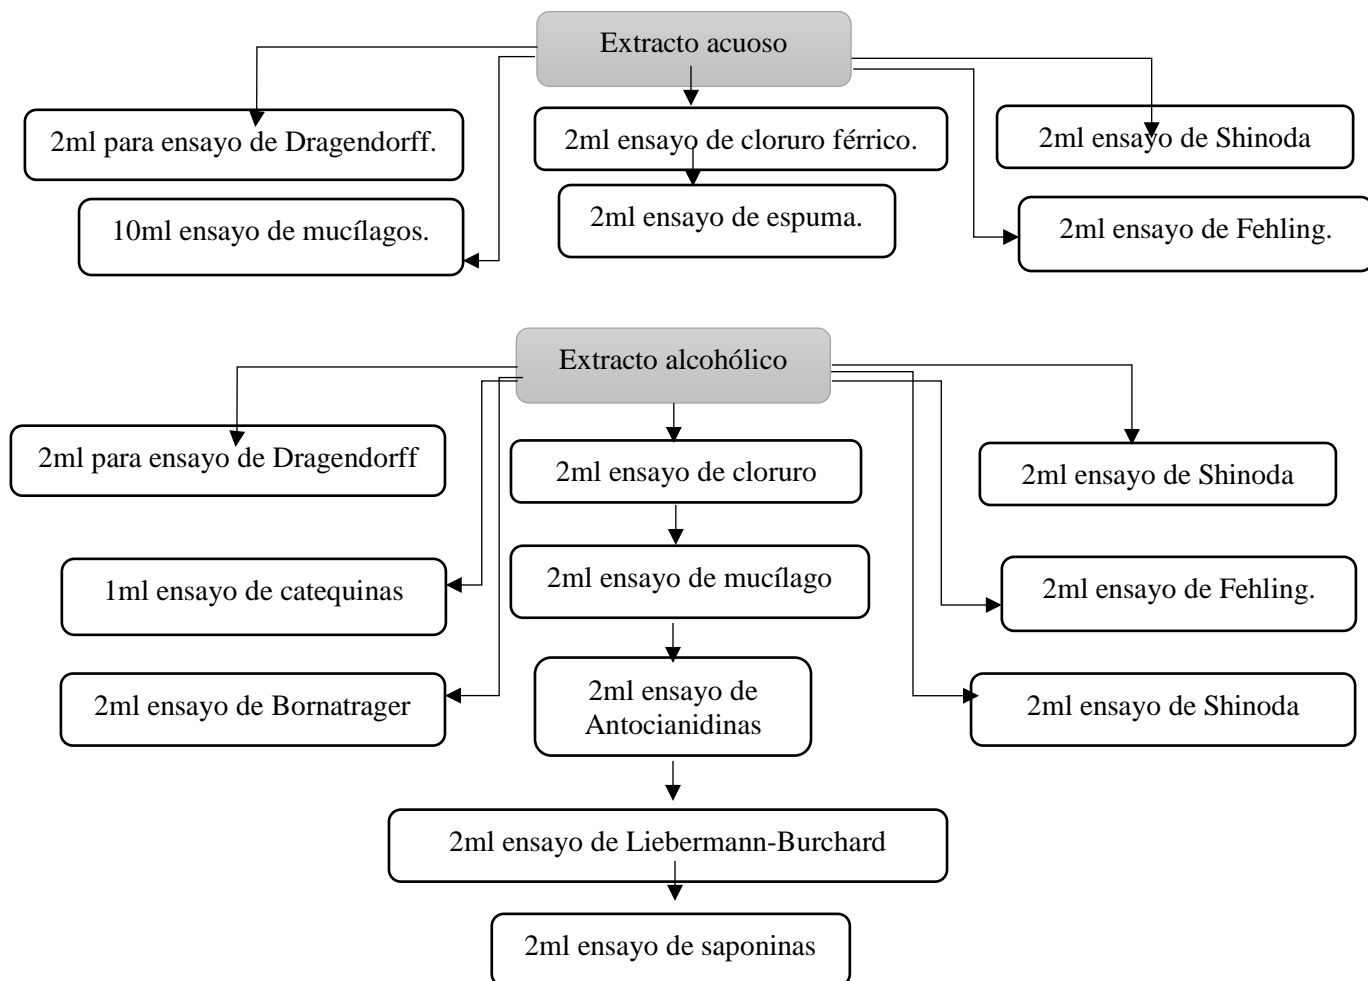 Extracto acuoso
2ml para ensayo de Dragendorff.
2ml ensayo de cloruro férrico.
2ml ensayo de Shinoda
10ml ensayo de mucílagos.
2ml ensayo de espuma.
2ml ensayo de Fehling.
Extracto alcohólico
2ml para ensayo de Dragendorff
2ml ensayo de cloruro
2ml ensayo de Shinoda
1ml ensayo de catequinas
2ml ensayo de mucílago
2ml ensayo de Fehling.
2ml ensayo de Bornatrager
2ml ensayo de
Antocianidinas
2ml ensayo de Shinoda
2ml ensayo de Liebermann-Burchard
2ml ensayo de saponinas